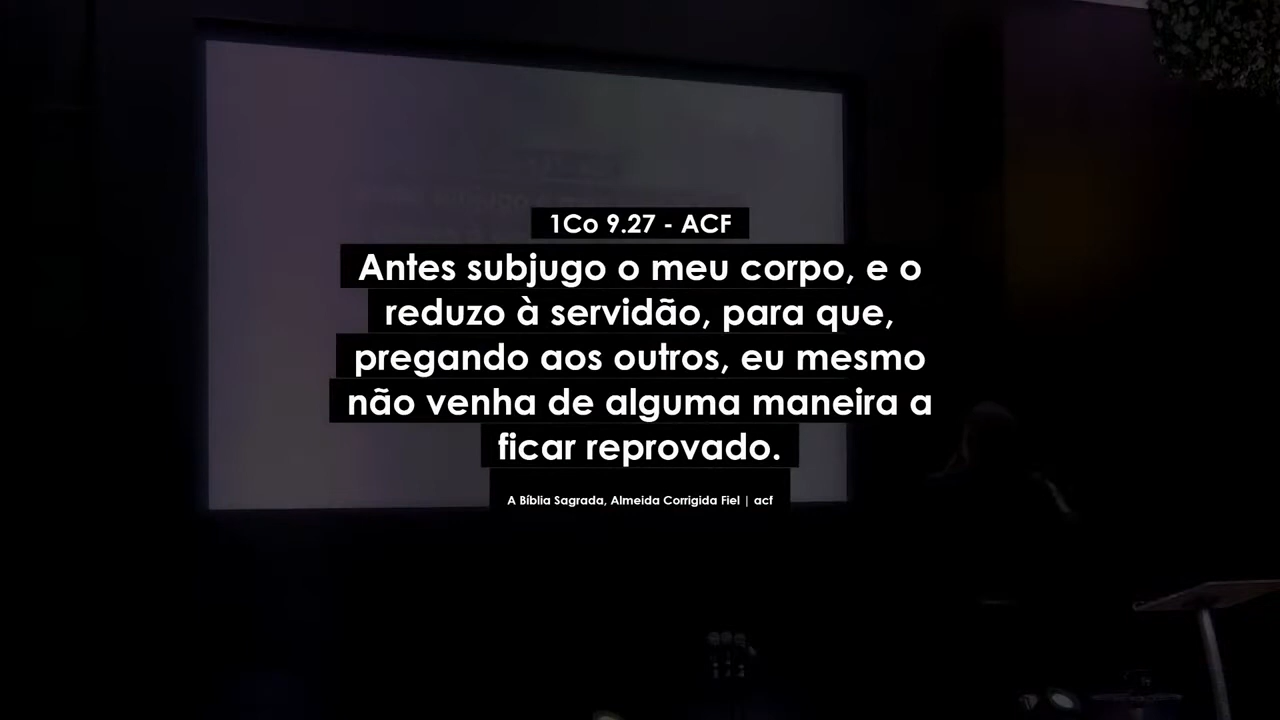 1Co 9.27 - ACF
Antes subjugo o meu corpo, e o
reduzo à servidão, para que,
pregando aos outros, eu mesmo
não venha de alguma maneira a
ficar reprovado.
A Bíblia Sagrada, Almeida Corrigida Fiel | acf